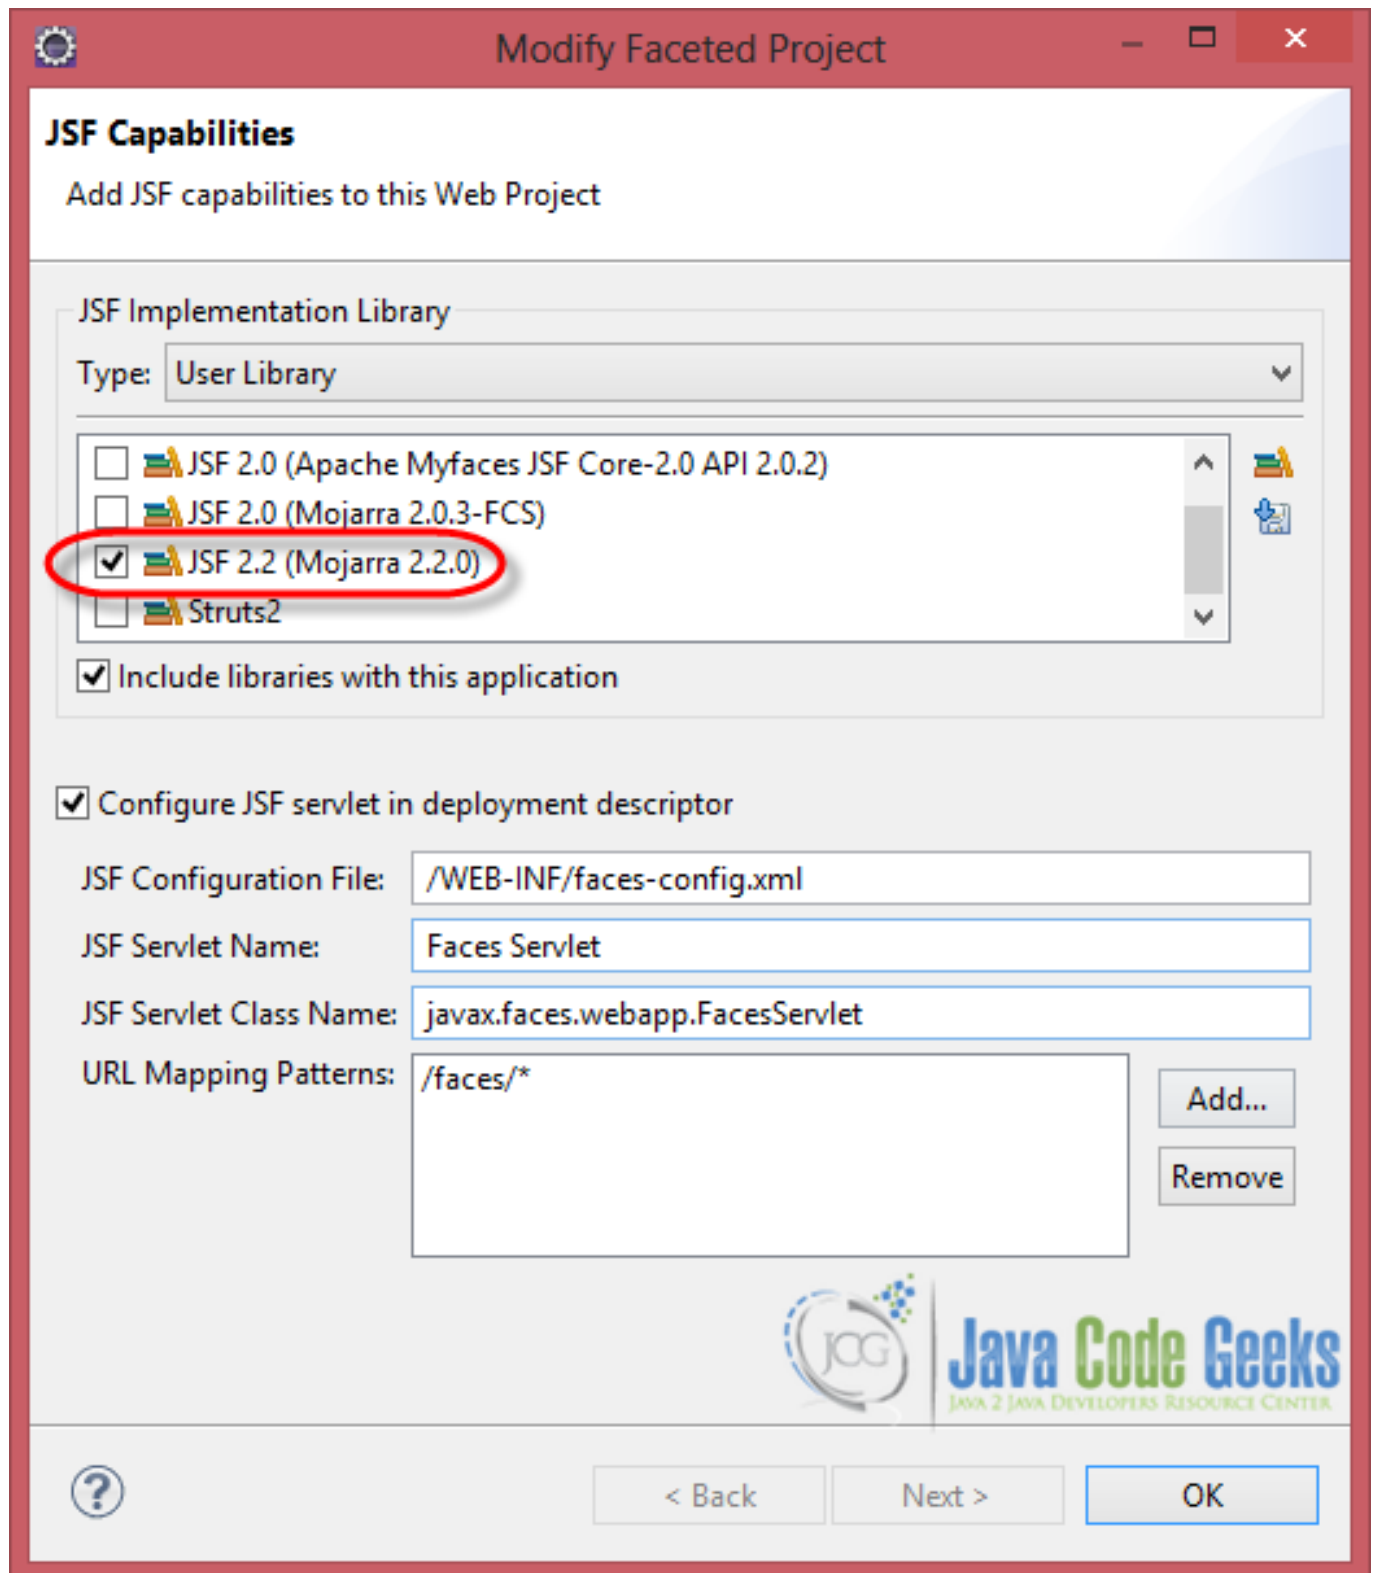 Modify Faceted Project
JSF Capabilities
Add JSF capabilities to this Web Project
JSF Implementation Library
Type: User Library
JSF 2.0 (Apache Myfaces JSF Core-2.0 API 2.0.2)
JSF 2.0 (Mojarra 2.0.3-FCS)
JSF 2.2 (Mojarra 2.2.0)
Struts2
Include libraries with this application
Configure JSF servlet in deployment descriptor
JSF Configuration File: /WEB-INF/faces-config.xml
JSF Servlet Name: Faces Servlet
JSF Servlet Class Name: javax.faces.webapp.FacesServlet
URL Mapping Patterns: /faces/*
Add...
Remove
JCG
Java Code Geeks
JAVA 2 JAVA DEVELOPERS RESOURCE CENTER
? < Back Next > OK